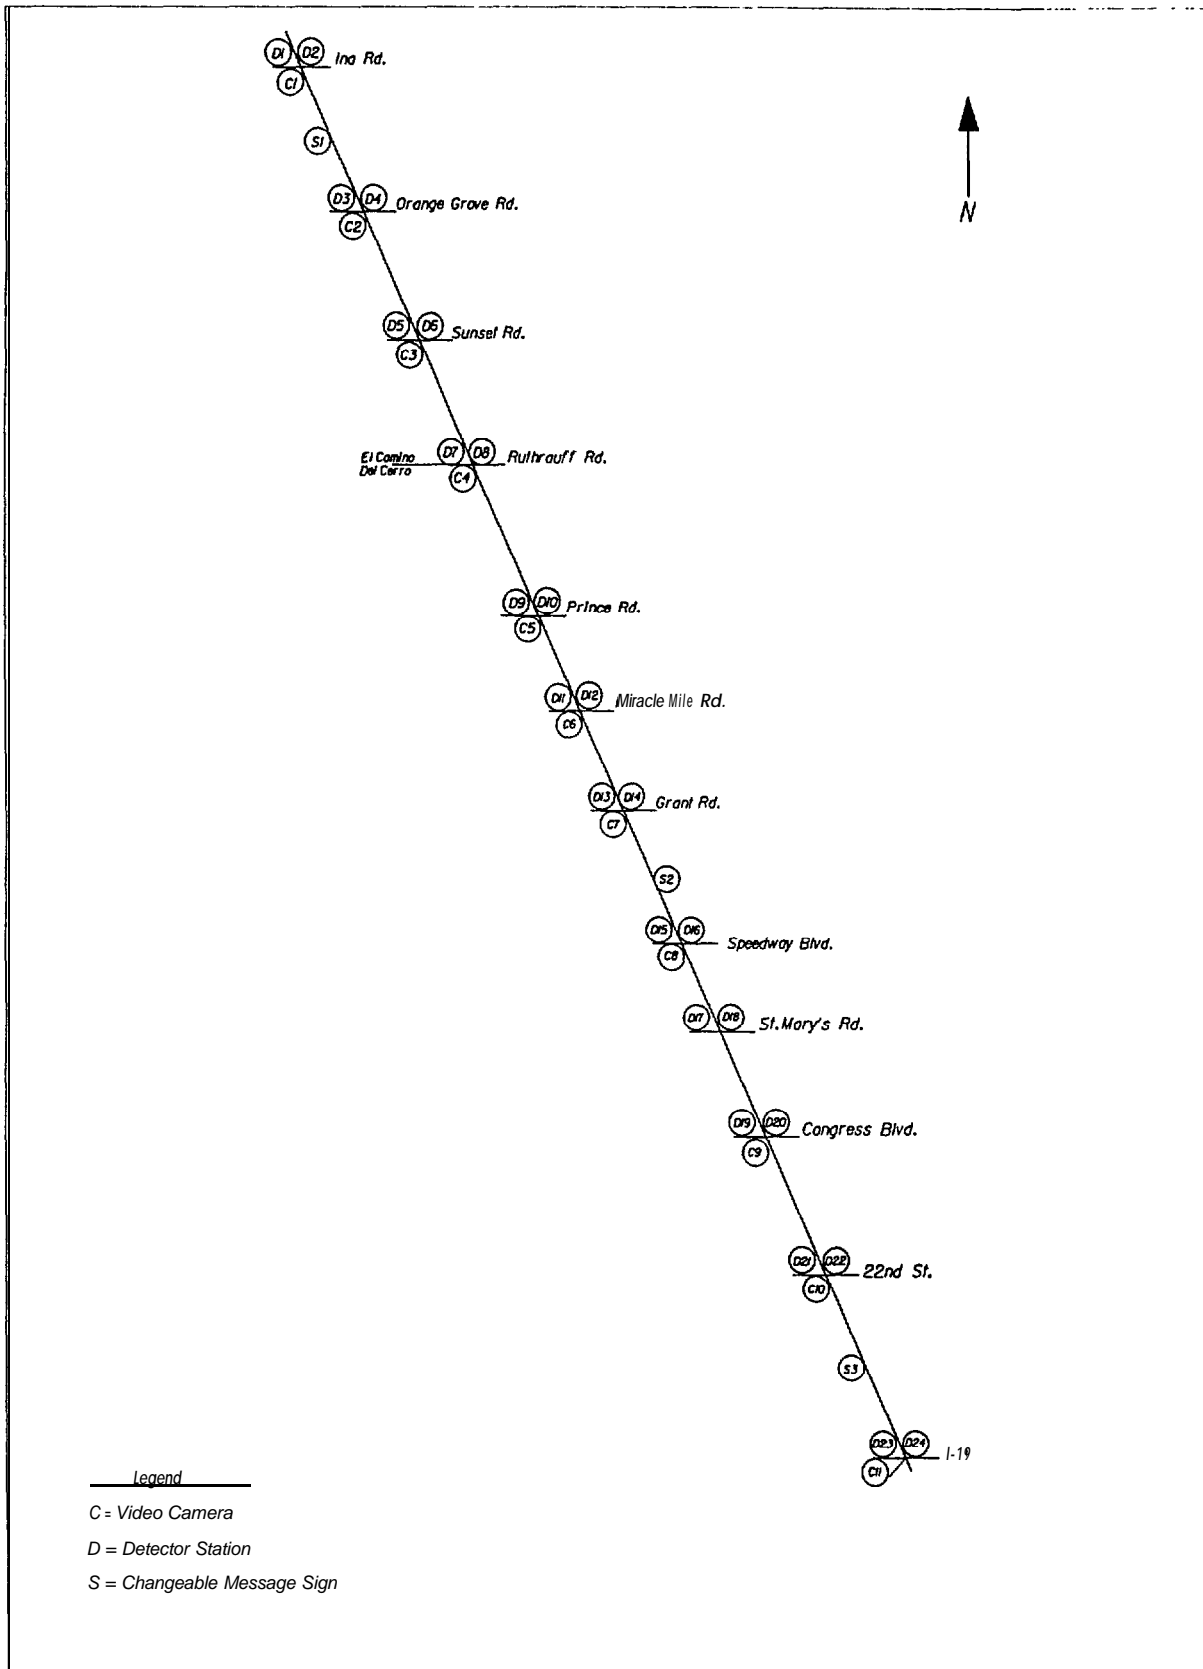 D1 D2 Ina Rd.
C1
S1
N
D3 D4 Orange Grove Rd.
C2
D5 D6 Sunset Rd.
C3
El Camino
Del Cerro
D7 D8 Ruthrauff Rd.
C4
D9 D10 Prince Rd.
C5
D11 D12 Miracle Mile Rd.
C6
D13 D14 Grant Rd.
C7
S2
D15 D16 Speedway Blvd.
C8
D17 D18 St. Mary's Rd.
D19 D20 Congress Blvd.
C9
D21 D22 22nd St.
C10
S3
D23 D24 I-19
C11
Legend
C = Video Camera
D = Detector Station
S = Changeable Message Sign